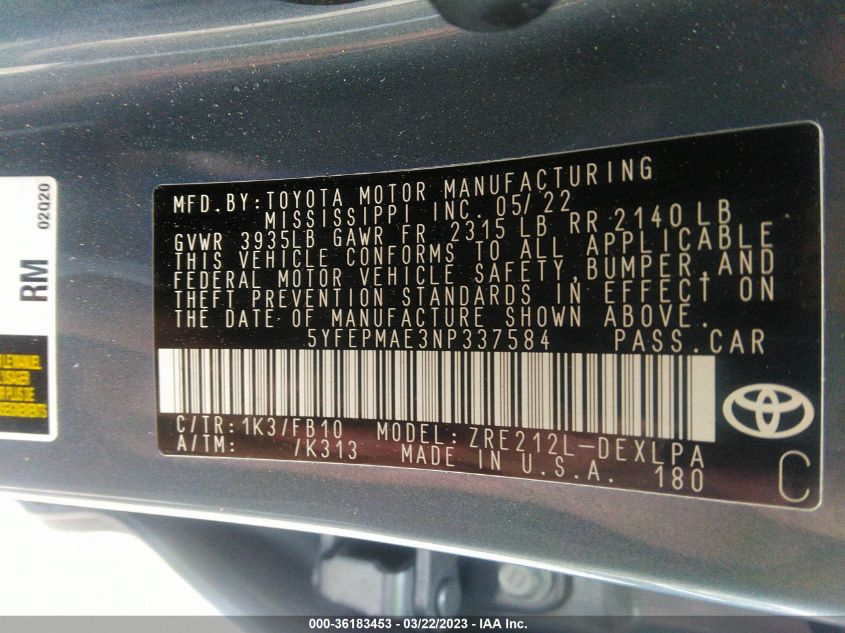 MFD.BY:TOYOTA MOTOR MANUFACTURING
MISSISSIPPI INC. 05/22
GVWR 3935LB GAWR FR 2315 LB RR 2140 LB
THIS VEHICLE CONFORMS TO ALL APPLICABLE
FEDERAL MOTOR VEHICLE SAFETY,BUMPER,AND
THEFT PREVENTION STANDARDS IN EFFECT ON
THE DATE OF MANUFACTURE SHOWN ABOVE.
5YFEPMAE3NP337584 PASS.CAR
C/TR:1K3/FB10 MODEL:ZRE212L-DEXLPA
A/TM: /K313 MADE IN U.S.A. 180
C
RM 02020
000-36183453 - 03/22/2023 - IAA Inc.